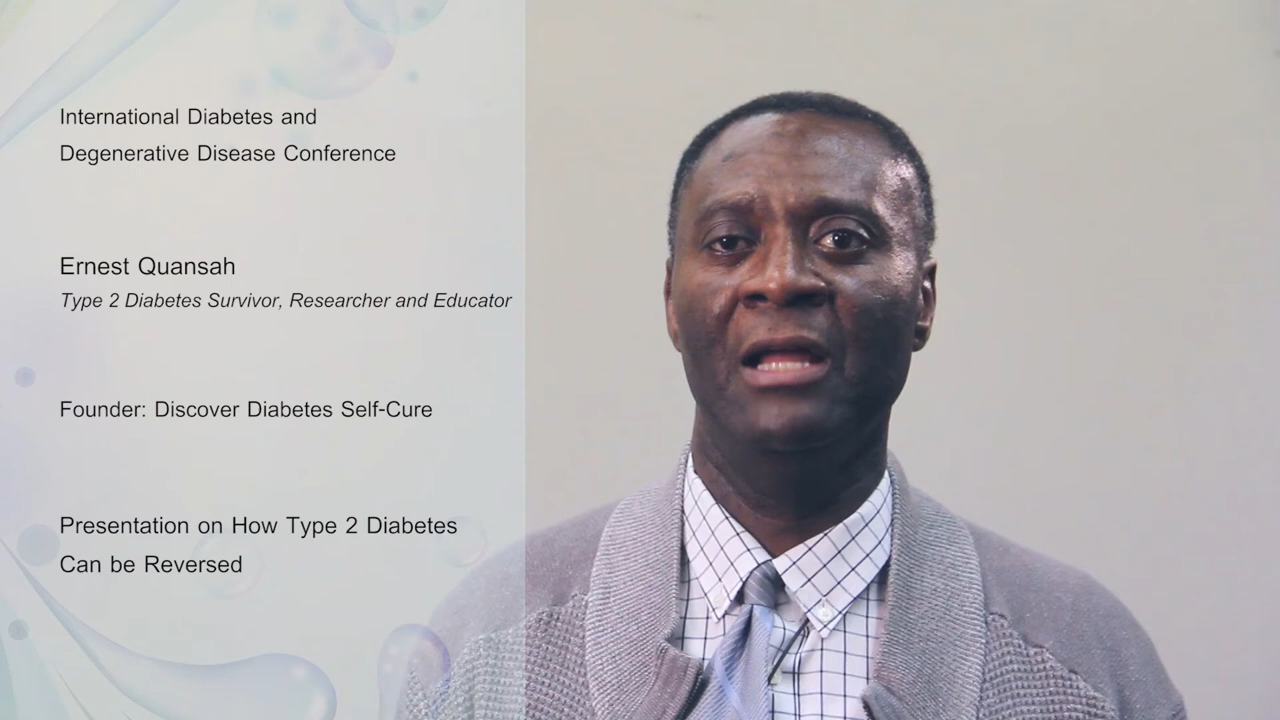 International Diabetes and
Degenerative Disease Conference
Ernest Quansah
Type 2 Diabetes Survivor, Researcher and Educator
Founder: Discover Diabetes Self-Cure
Presentation on How Type 2 Diabetes
Can be Reversed